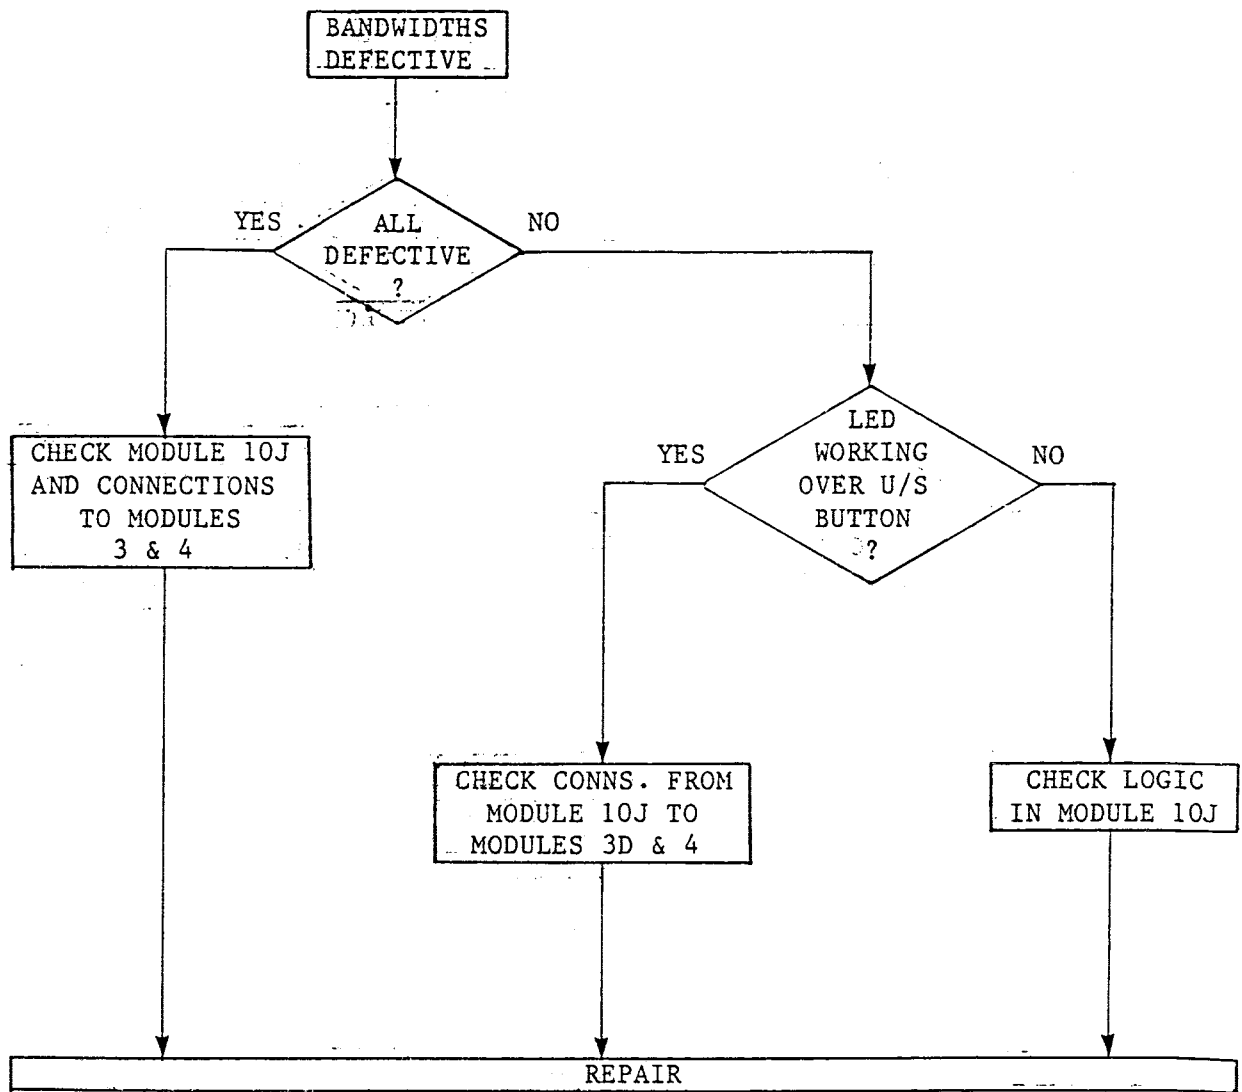 BANDWIDTHS
DEFECTIVE
YES
ALL
DEFECTIVE
?
NO
CHECK MODULE 10J
AND CONNECTIONS
TO MODULES
3 & 4
YES
LED
WORKING
OVER U/S
BUTTON
?
NO
CHECK CONNS. FROM
MODULE 10J TO
MODULES 3D & 4
CHECK LOGIC
IN MODULE 10J
REPAIR